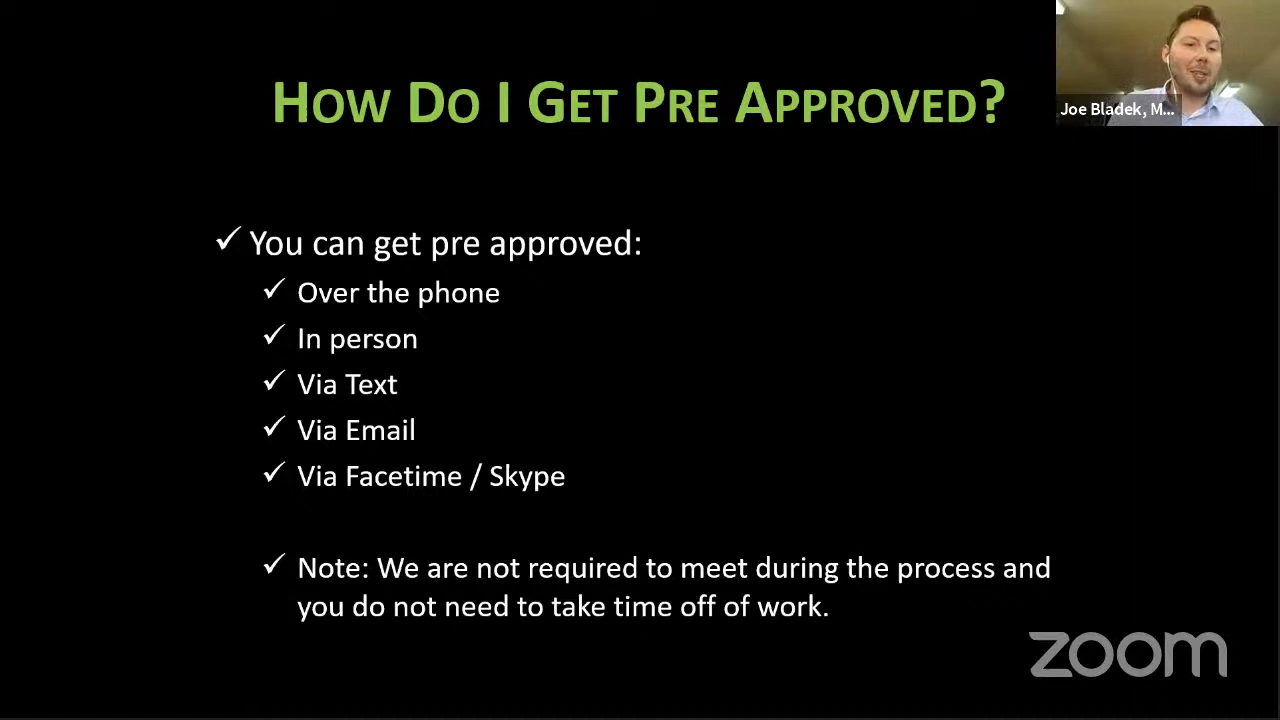 How Do I Get Pre Approved?
Joe Bladek, M...
✓ You can get pre approved:
✓ Over the phone
✓ In person
✓ Via Text
✓ Via Email
✓ Via Facetime / Skype
✓ Note: We are not required to meet during the process and
you do not need to take time off of work.
zoom